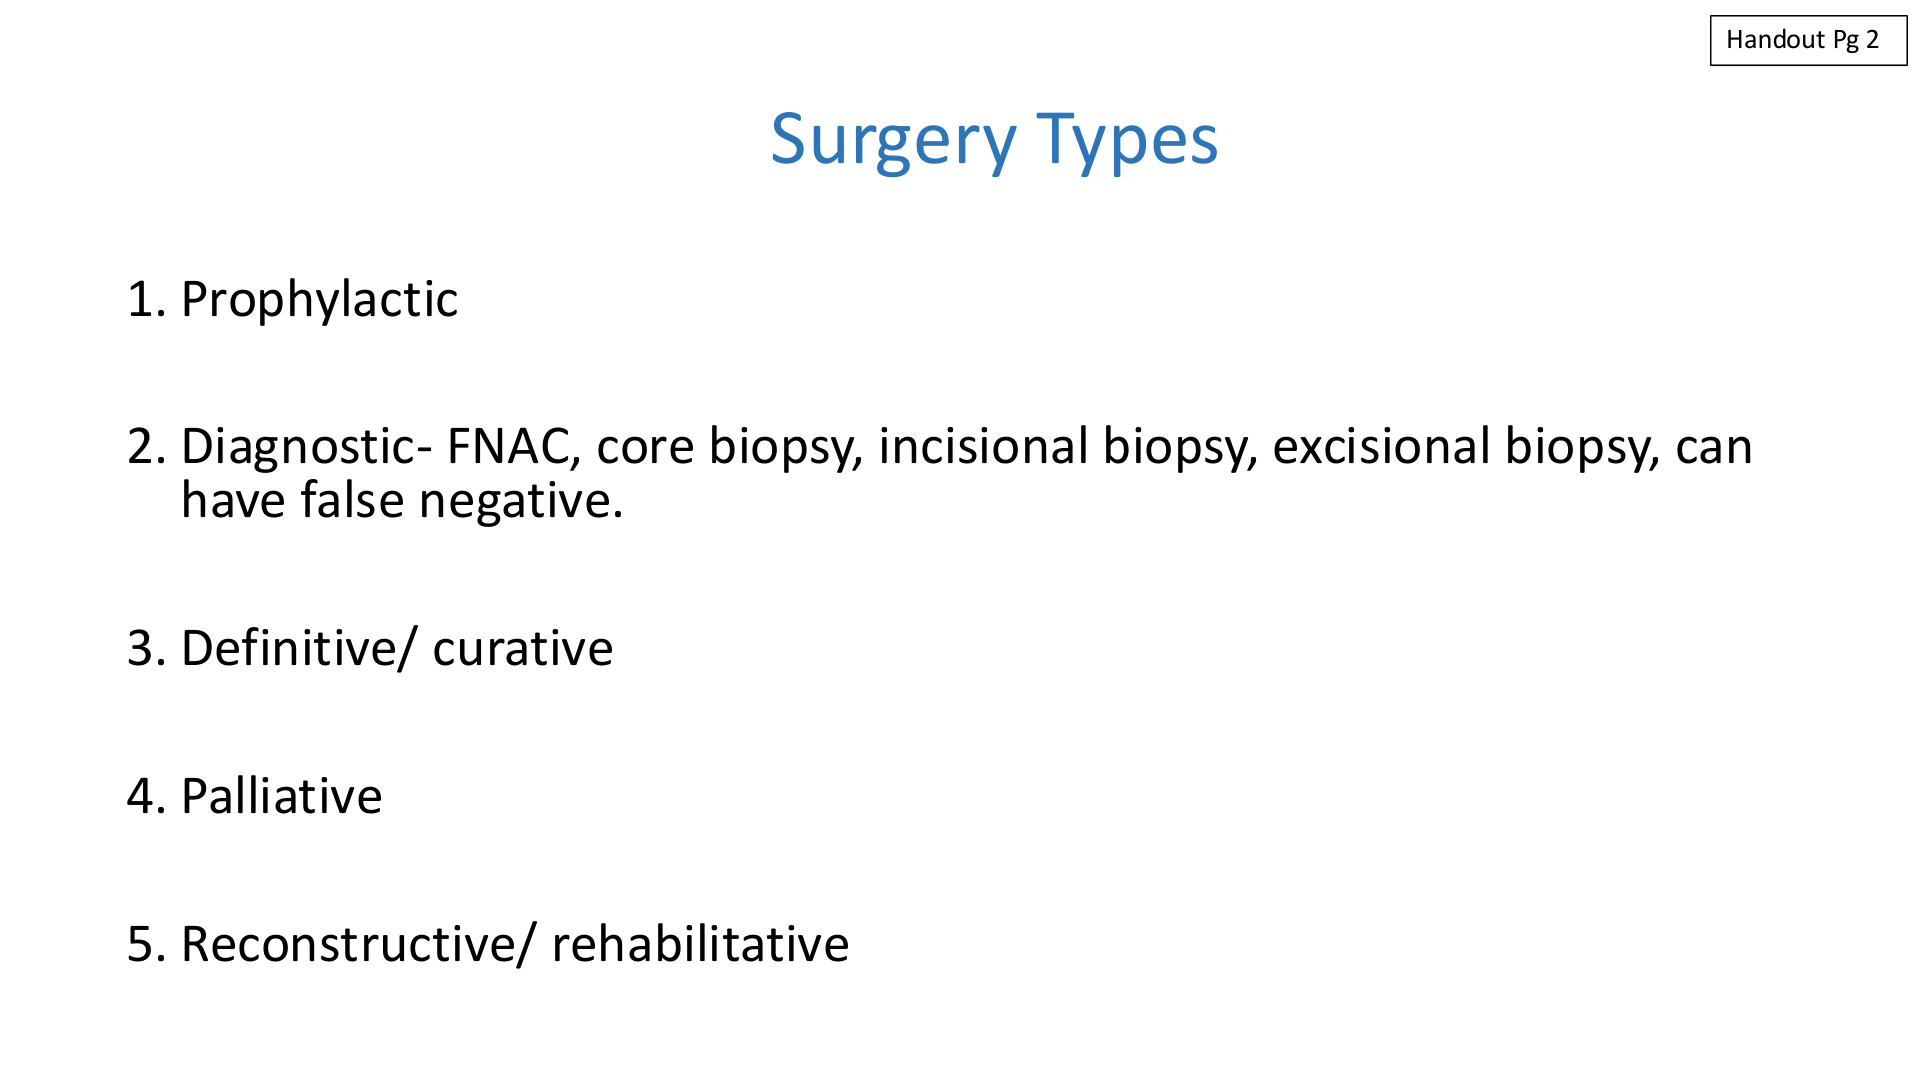 Handout Pg 2
Surgery Types
1. Prophylactic
2. Diagnostic- FNAC, core biopsy, incisional biopsy, excisional biopsy, can
have false negative.
3. Definitive/ curative
4. Palliative
5. Reconstructive/ rehabilitative